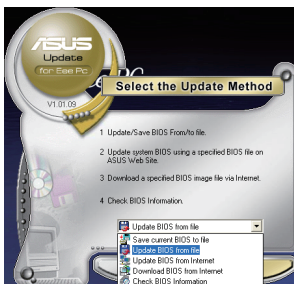 ASUS
Update
for Eee Pc
V1.01.09
Select the Update Method
1 Update/Save BIOS From/to file.
2 Update system BIOS using a specified BIOS file on
ASUS Web Site.
3 Download a specified BIOS image file via Internet.
4 Check BIOS Information.
Update BIOS from file
Save current BIOS to file
Update BIOS from file
Update BIOS from Internet
Download BIOS from Internet
Check BIOS Information